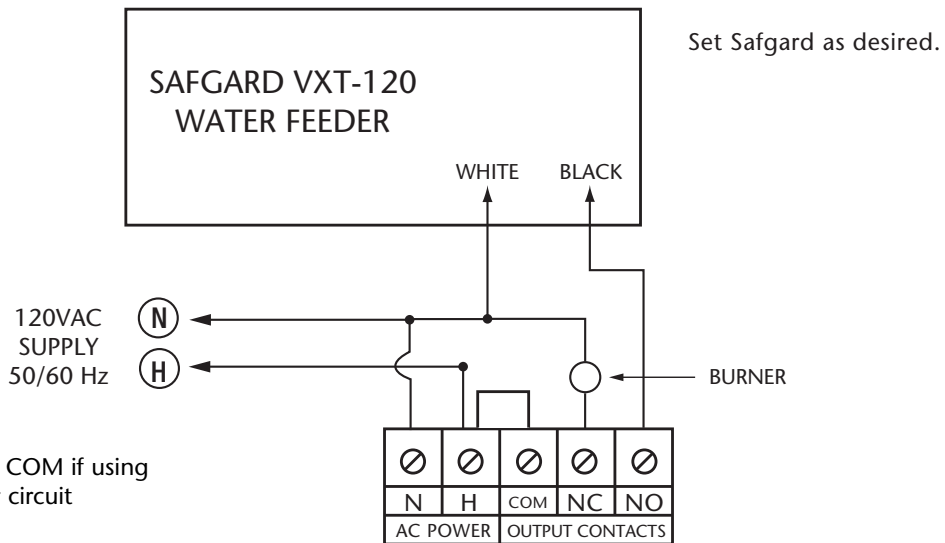 Set Safgard as desired.
SAFGARD VXT-120
WATER FEEDER
WHITE
BLACK
120VAC
SUPPLY
50/60 Hz
N
H
BURNER
COM if using
circuit
N
H
COM
NC
NO
AC POWER
OUTPUT CONTACTS